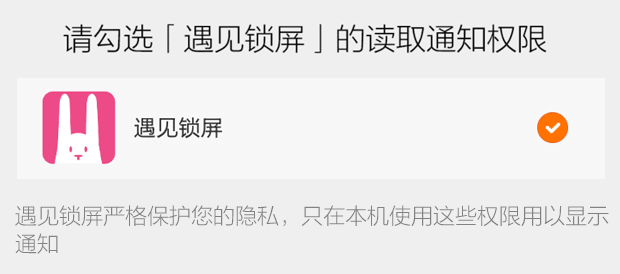 请勾选「遇见锁屏」的读取通知权限
遇见锁屏
遇见锁屏严格保护您的隐私，只在本机使用这些权限用以显示
通知